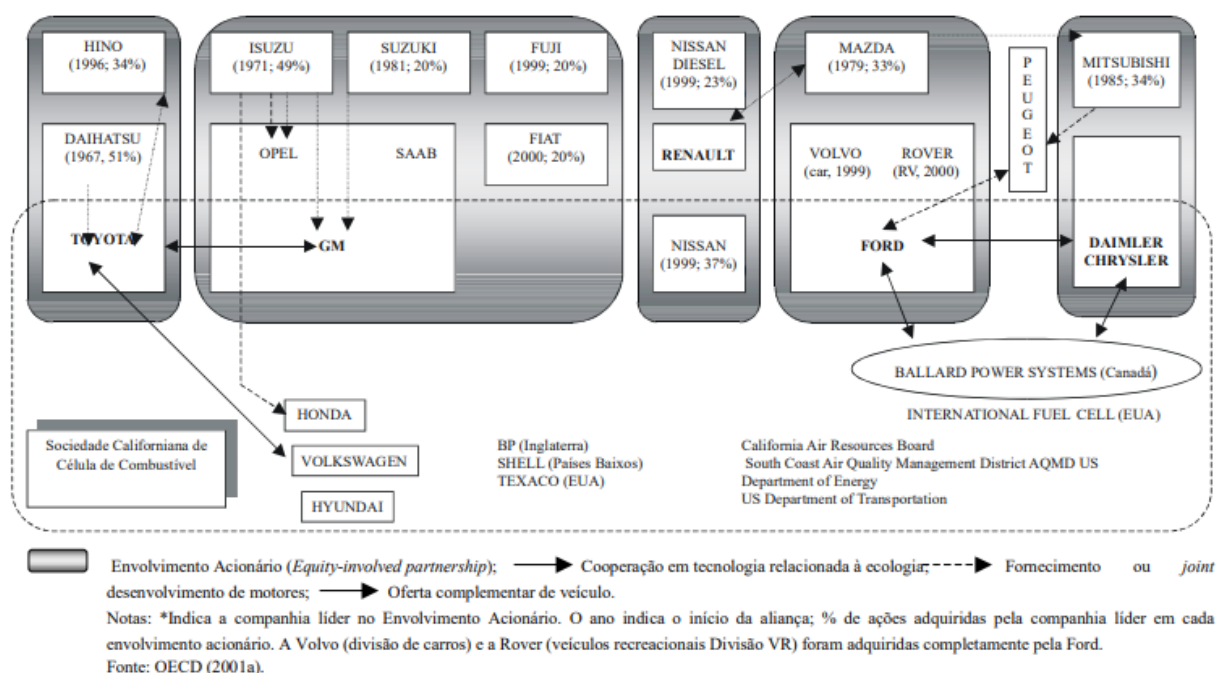 HINO
(1996; 34%)
ISUZU
(1971; 49%)
SUZUKI
(1981; 20%)
FUJI
(1999; 20%)
NISSAN
DIESEL
(1999; 23%)
MAZDA
(1979; 33%)
PEUGEOT
MITSUBISHI
(1985; 34%)
DAIHATSU
(1967, 51%)
OPEL
SAAB
FIAT
(2000; 20%)
RENAULT
VOLVO
(car, 1999)
ROVER
(RV, 2000)
TOYOTA
GM
NISSAN
(1999; 37%)
FORD
DAIMLER
CHRYSLER
BALLARD POWER SYSTEMS (Canadá)
INTERNATIONAL FUEL CELL (EUA)
HONDA
Sociedade Californiana de
Célula de Combustível
VOLKSWAGEN
HYUNDAI
BP (Inglaterra)
SHELL (Países Baixos)
TEXACO (EUA)
California Air Resources Board
South Coast Air Quality Management District AQMD US
Department of Energy
US Department of Transportation
Envolvimento Acionário (Equity-involved partnership); Cooperação em tecnologia relacionada à ecologia; Fornecimento ou joint
desenvolvimento de motores; Oferta complementar de veículo.
Notas: *Indica a companhia líder no Envolvimento Acionário. O ano indica o início da aliança; % de ações adquiridas pela companhia líder em cada
envolvimento acionário. A Volvo (divisão de carros) e a Rover (veículos recreacionais Divisão VR) foram adquiridas completamente pela Ford.
Fonte: OECD (2001a).